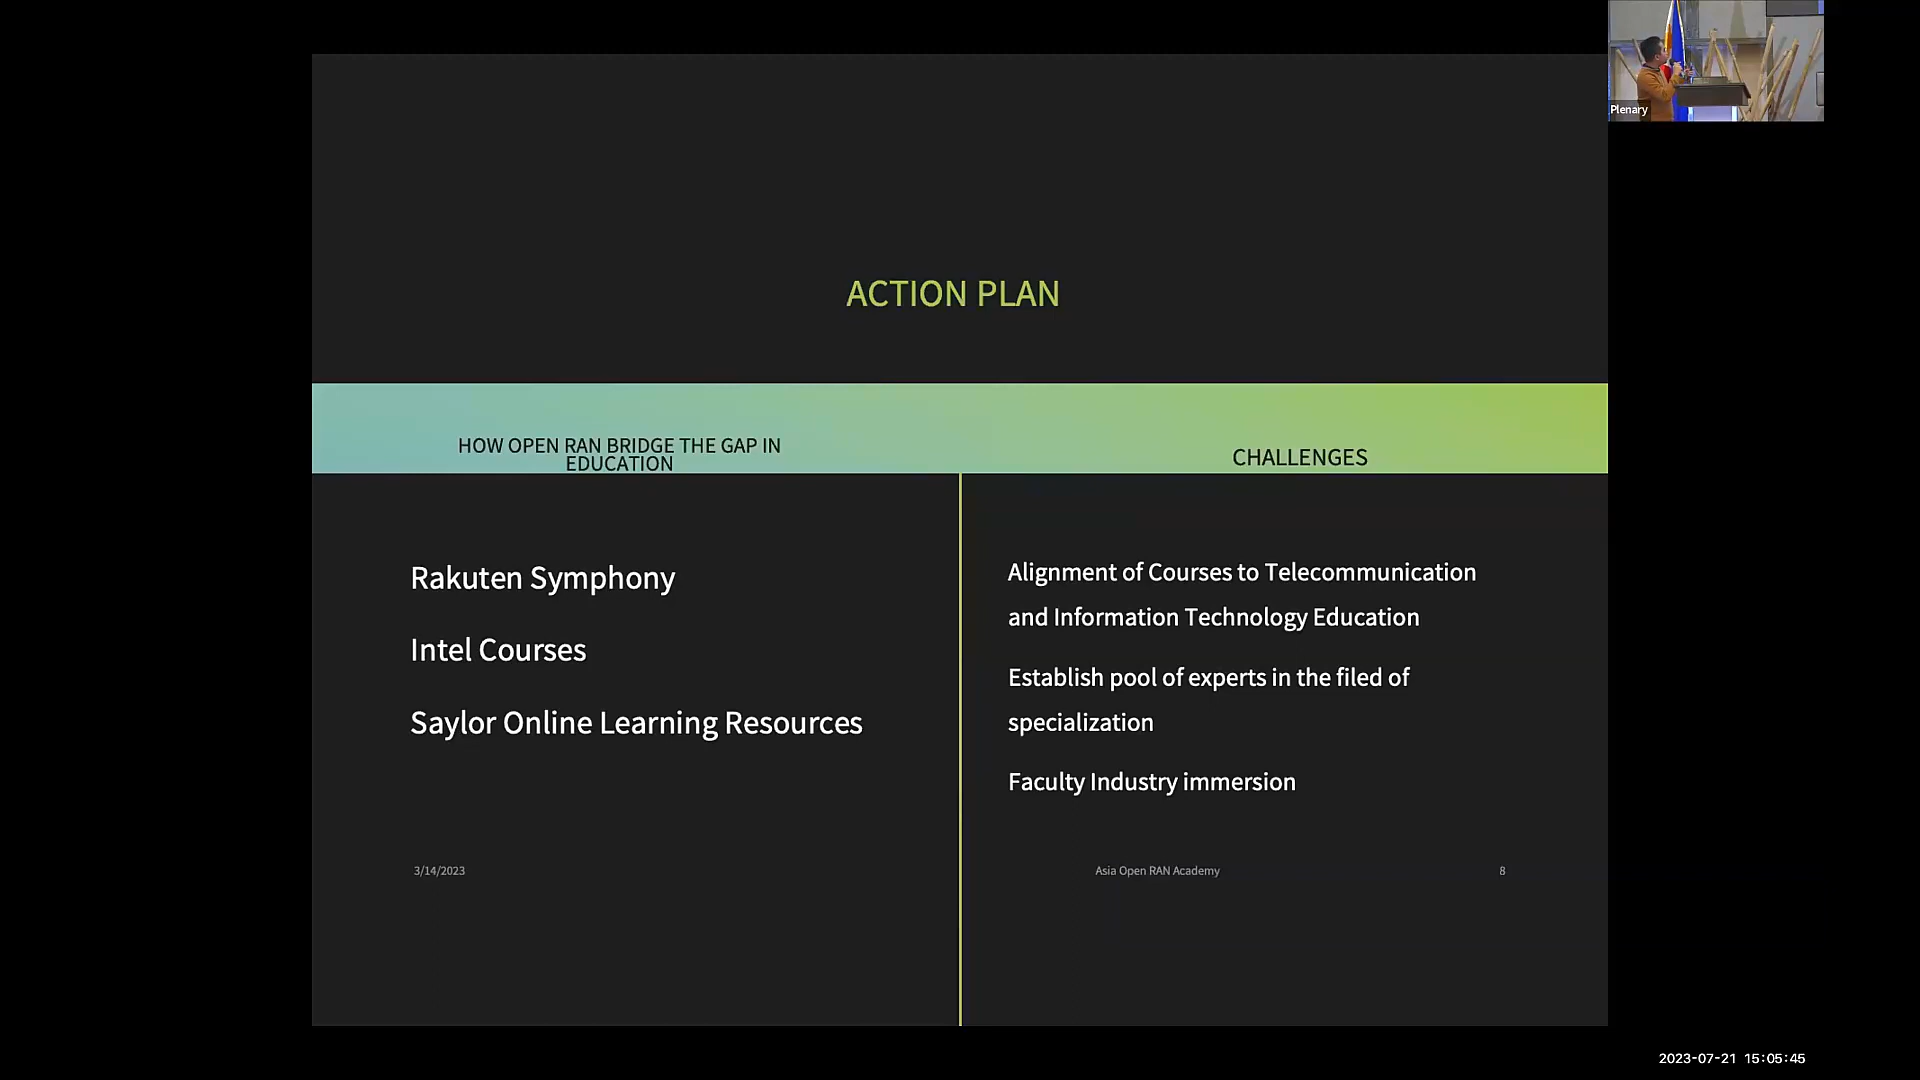 Plenary
ACTION PLAN
HOW OPEN RAN BRIDGE THE GAP IN
EDUCATION
CHALLENGES
Rakuten Symphony
Intel Courses
Saylor Online Learning Resources
Alignment of Courses to Telecommunication
and Information Technology Education
Establish pool of experts in the filed of
specialization
Faculty Industry immersion
3/14/2023
Asia Open RAN Academy
8
2023-07-21 15:05:45